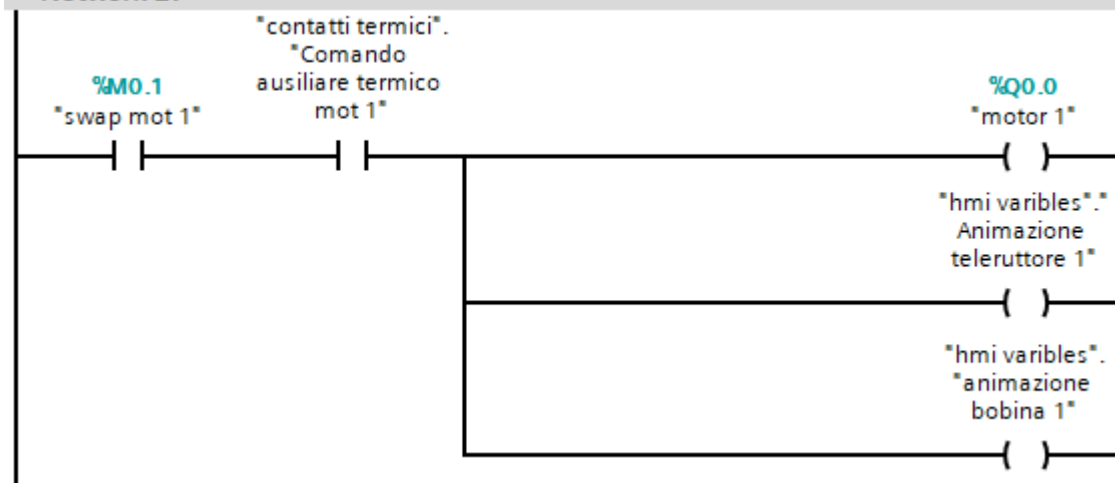 "contatti termici".
"Comando
ausiliare termico
mot 1"
%M0.1
"swap mot 1"
%Q0.0
"motor 1"
"hmi varibles"."
Animazione
teleruttore 1"
"hmi varibles".
"animazione
bobina 1"